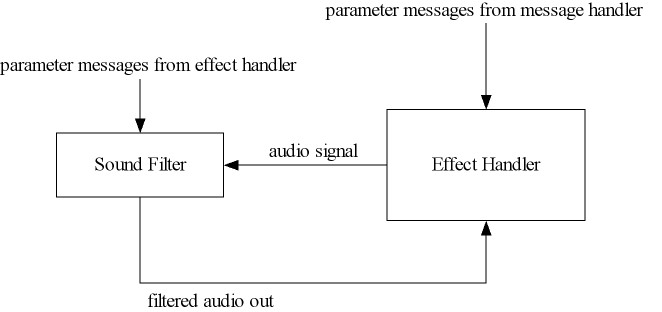 parameter messages from message handler
parameter messages from effect handler
audio signal
Sound Filter
Effect Handler
filtered audio out